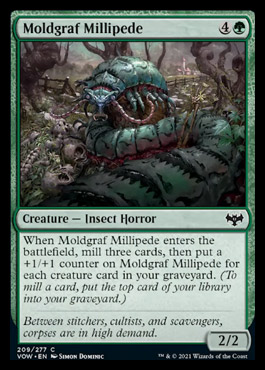 Moldgraf Millipede 4
Creature — Insect Horror
When Moldgraf Millipede enters the
battlefield, mill three cards, then put a
+1/+1 counter on Moldgraf Millipede for
each creature card in your graveyard. (To
mill a card, put the top card of your library
into your graveyard.)
Between stitchers, cultists, and scavengers,
corpses are in high demand.
2/2
209/277 C
VOW • EN SIMON DOMINIC
™ & © 2021 Wizards of the Coast